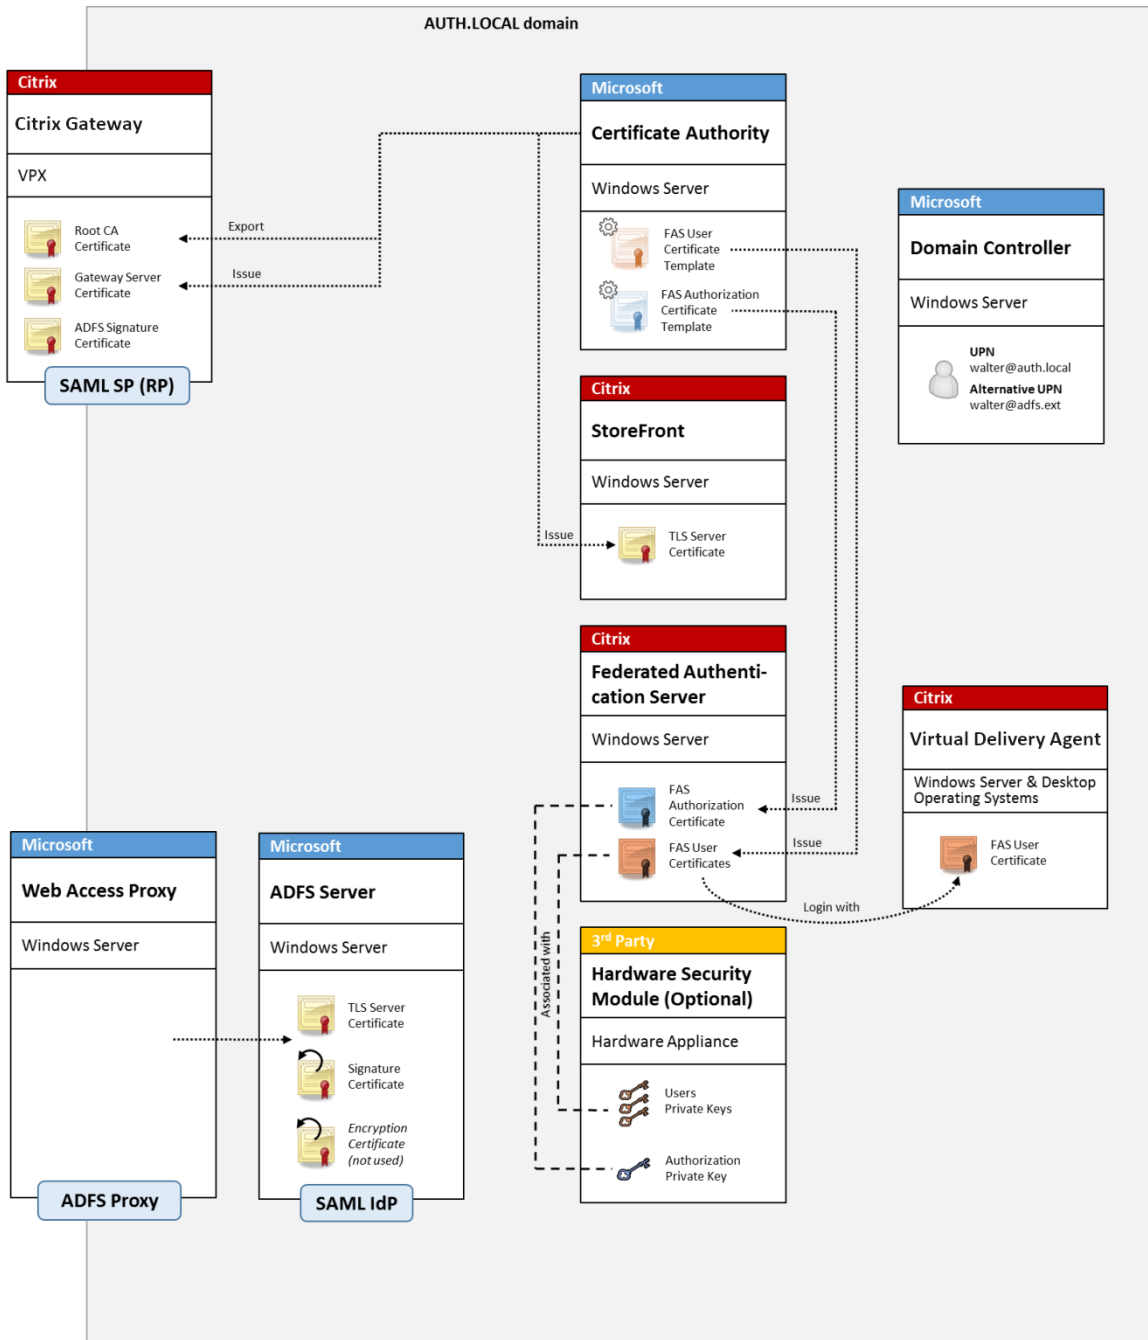 AUTH.LOCAL domain
Citrix
Citrix Gateway
VPX
Root CA
Certificate
Gateway Server
Certificate
ADFS Signature
Certificate
SAML SP (RP)
Export
Issue
Microsoft
Certificate Authority
Windows Server
FAS User
Certificate
Template
FAS Authorization
Certificate
Template
Microsoft
Domain Controller
Windows Server
UPN
walter@auth.local
Alternative UPN
walter@adfs.ext
Citrix
StoreFront
Windows Server
Issue
TLS Server
Certificate
Citrix
Federated Authenti-
cation Server
Windows Server
FAS
Authorization
Certificate
FAS User
Certificates
Issue
Issue
Login with
Citrix
Virtual Delivery Agent
Windows Server & Desktop
Operating Systems
FAS User
Certificate
Microsoft
Web Access Proxy
Windows Server
ADFS Proxy
Microsoft
ADFS Server
Windows Server
TLS Server
Certificate
Signature
Certificate
Encryption
Certificate
(not used)
SAML IdP
Associated with
3rd Party
Hardware Security
Module (Optional)
Hardware Appliance
Users
Private Keys
Authorization
Private Key